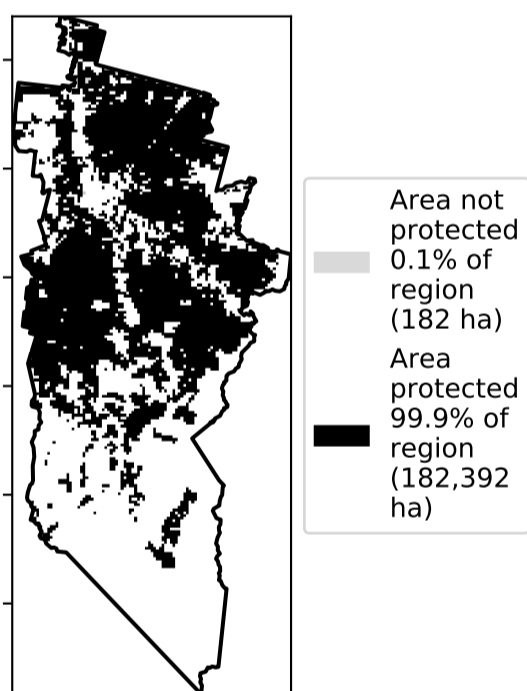 Area not
protected
0.1% of
region
(182 ha)
Area
protected
99.9% of
region
(182,392
ha)